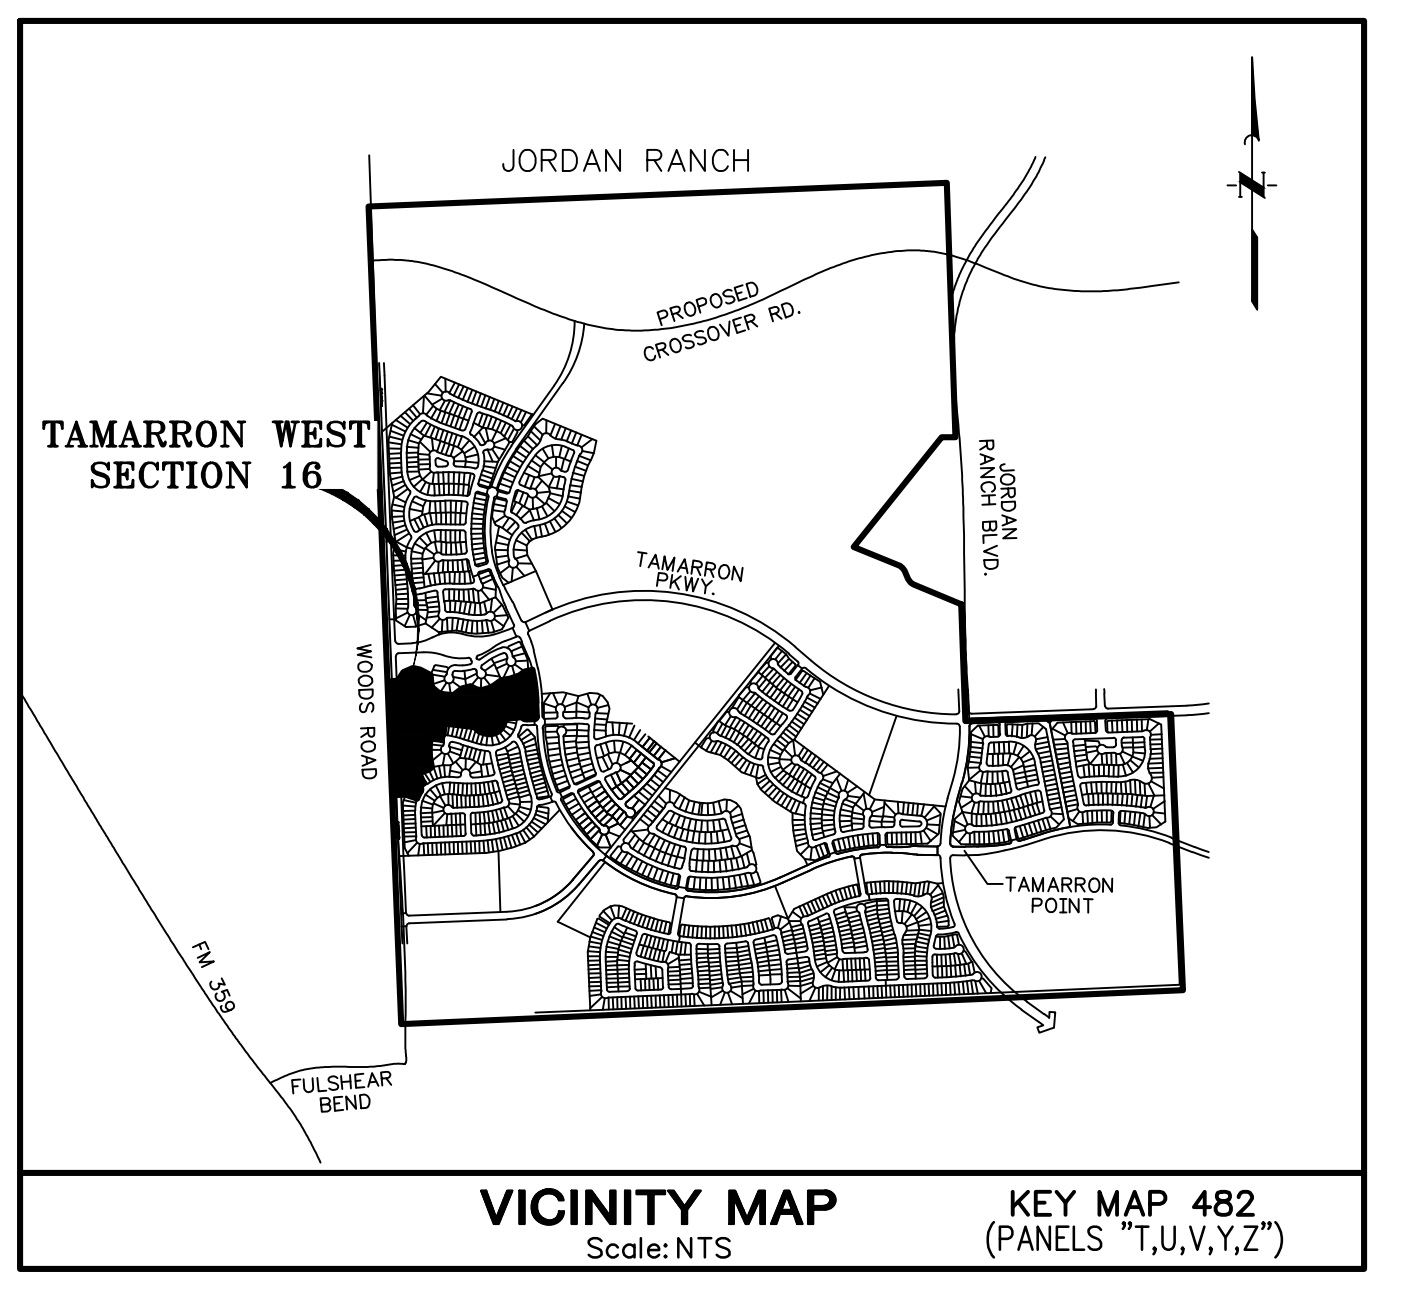 JORDAN RANCH
PROPOSED
CROSSOVER RD.
TAMARRON WEST
SECTION 16
JORDAN
RANCH BLVD.
TAMARRON
PKWY.
WOODS ROAD
TAMARRON
POINT
FM 359
FULSHEAR
BEND
N
VICINITY MAP
Scale: NTS
KEY MAP 482
(PANELS "T,U,V,Y,Z")